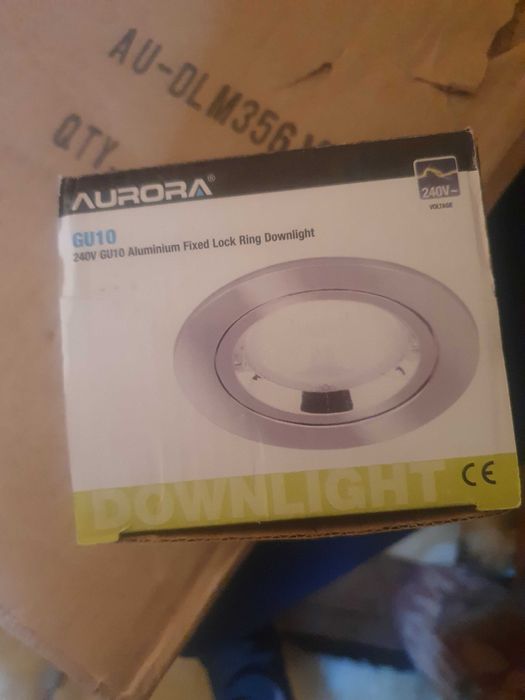 AU-DLM356
QTY.
AURORA®
240V~
VOLTAGE
GU10
240V GU10 Aluminium Fixed Lock Ring Downlight
DOWNLIGHT
CE